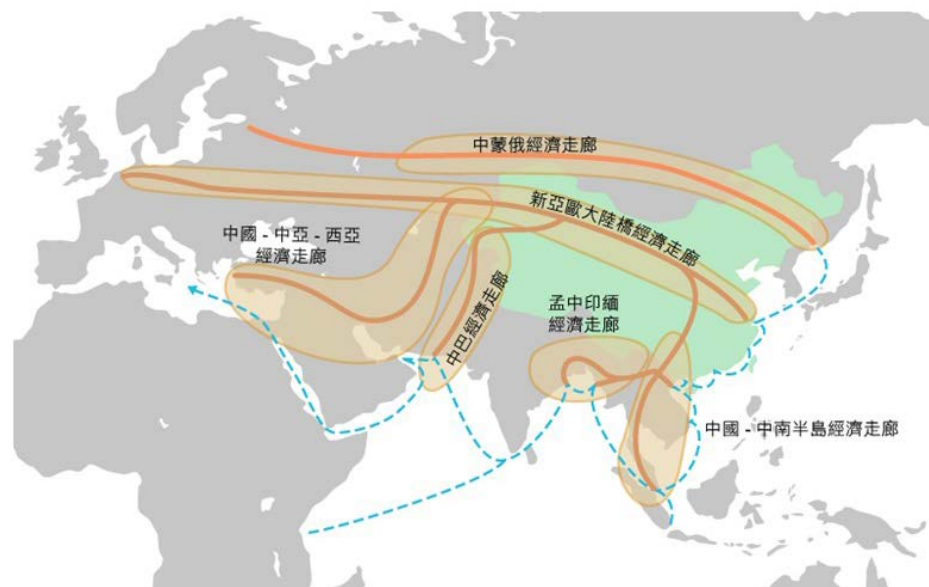 中蒙俄經濟走廊
新亞歐大陸橋經濟走廊
中國 - 中亞 - 西亞
經濟走廊
中巴經濟走廊
孟中印緬
經濟走廊
中國 - 中南半島經濟走廊